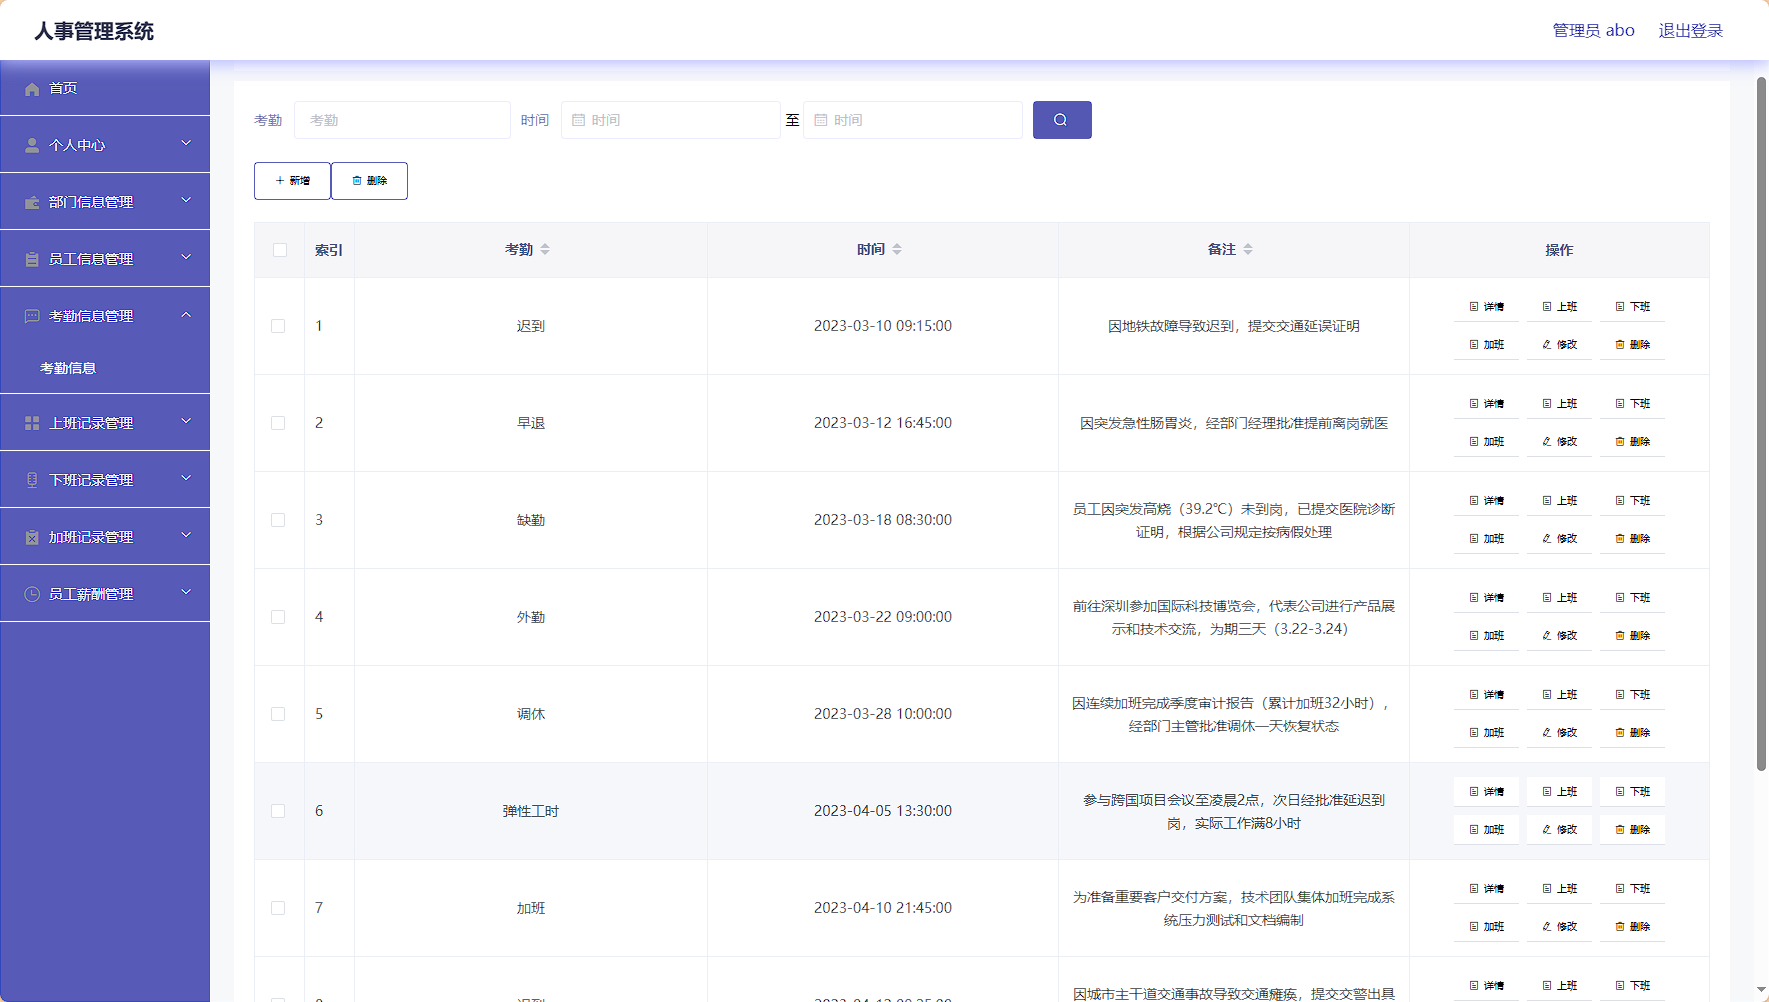 人事管理系统
管理员 abo 退出登录
首页
个人中心
部门信息管理
员工信息管理
考勤信息管理
考勤信息
上班记录管理
下班记录管理
加班记录管理
员工薪酬管理
考勤 考勤 时间 时间 至 时间
新增 删除
索引 考勤 时间 备注 操作
1 迟到 2023-03-10 09:15:00 因地铁故障导致迟到，提交交通延误证明
详情 上班 下班
加班 修改 删除
2 早退 2023-03-12 16:45:00 因突发急性肠胃炎，经部门经理批准提前离岗就医
详情 上班 下班
加班 修改 删除
3 缺勤 2023-03-18 08:30:00 员工因突发高烧（39.2℃）未到岗，已提交医院诊断
证明，根据公司规定按病假处理
详情 上班 下班
加班 修改 删除
4 外勤 2023-03-22 09:00:00 前往深圳参加国际科技博览会，代表公司进行产品展
示和技术交流，为期三天（3.22-3.24）
详情 上班 下班
加班 修改 删除
5 调休 2023-03-28 10:00:00 因连续加班完成季度审计报告（累计加班32小时），
经部门主管批准调休一天恢复状态
详情 上班 下班
加班 修改 删除
6 弹性工时 2023-04-05 13:30:00 参与跨国项目会议至凌晨2点，次日经批准延迟到
岗，实际工作满8小时
详情 上班 下班
加班 修改 删除
7 加班 2023-04-10 21:45:00 为准备重要客户交付方案，技术团队集体加班完成系
统压力测试和文档编制
详情 上班 下班
加班 修改 删除
因城市主干道交通事故导致交通瘫痪，提交交警出具
详情 上班 下班